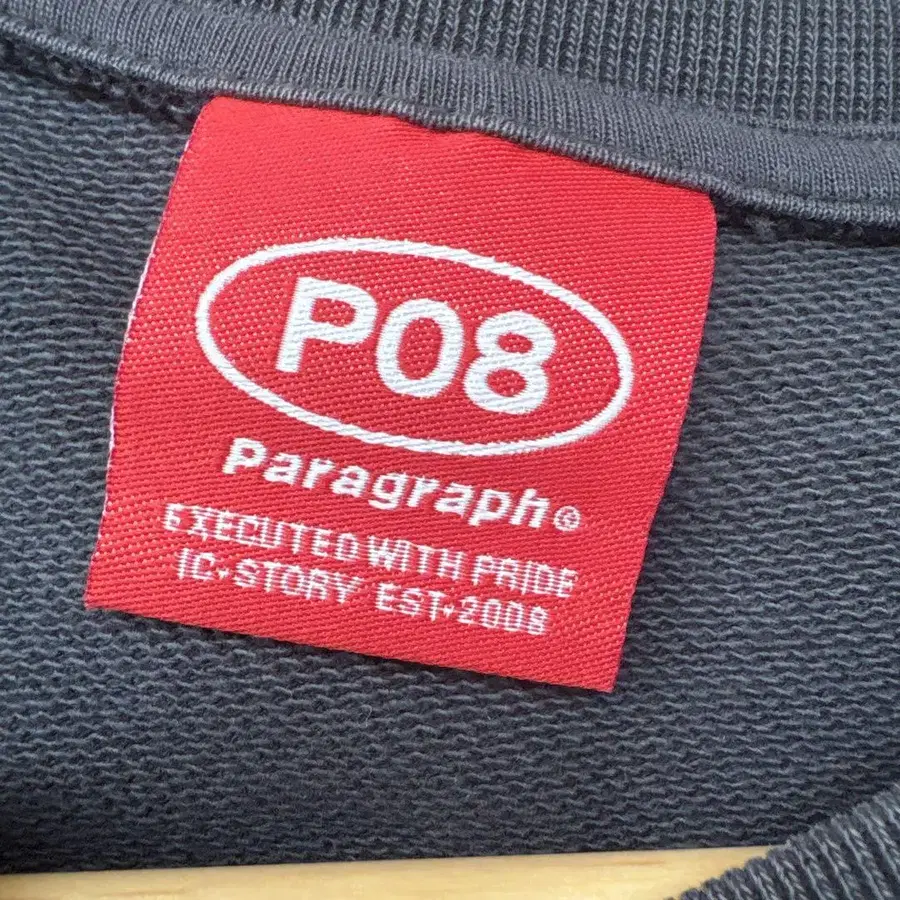 P08
Paragraph®
EXECUTED WITH PRIDE
IC·STORY EST·2008